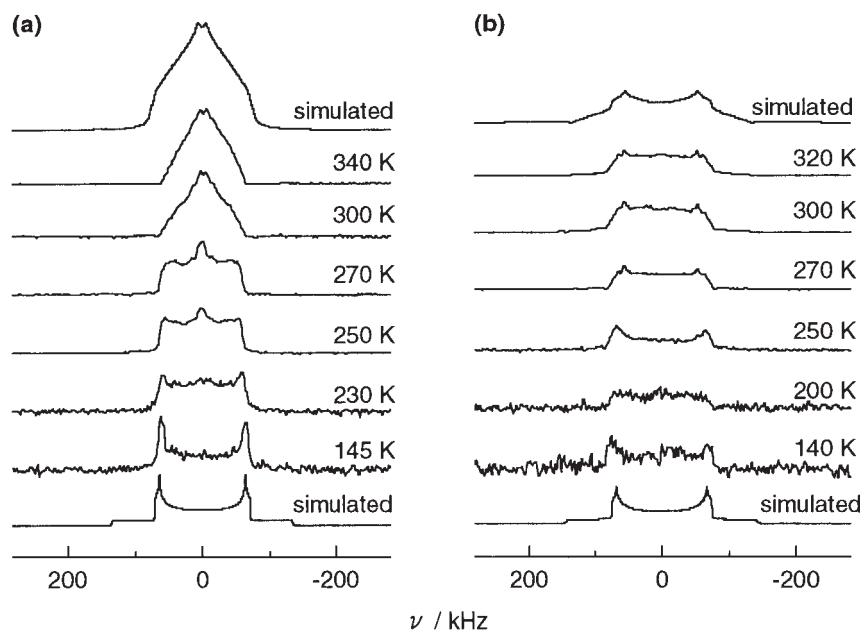 (a)
simulated
340 K
300 K
270 K
250 K
230 K
145 K
simulated
200 0 -200
(b)
simulated
320 K
300 K
270 K
250 K
200 K
140 K
simulated
200 0 -200
ν / kHz